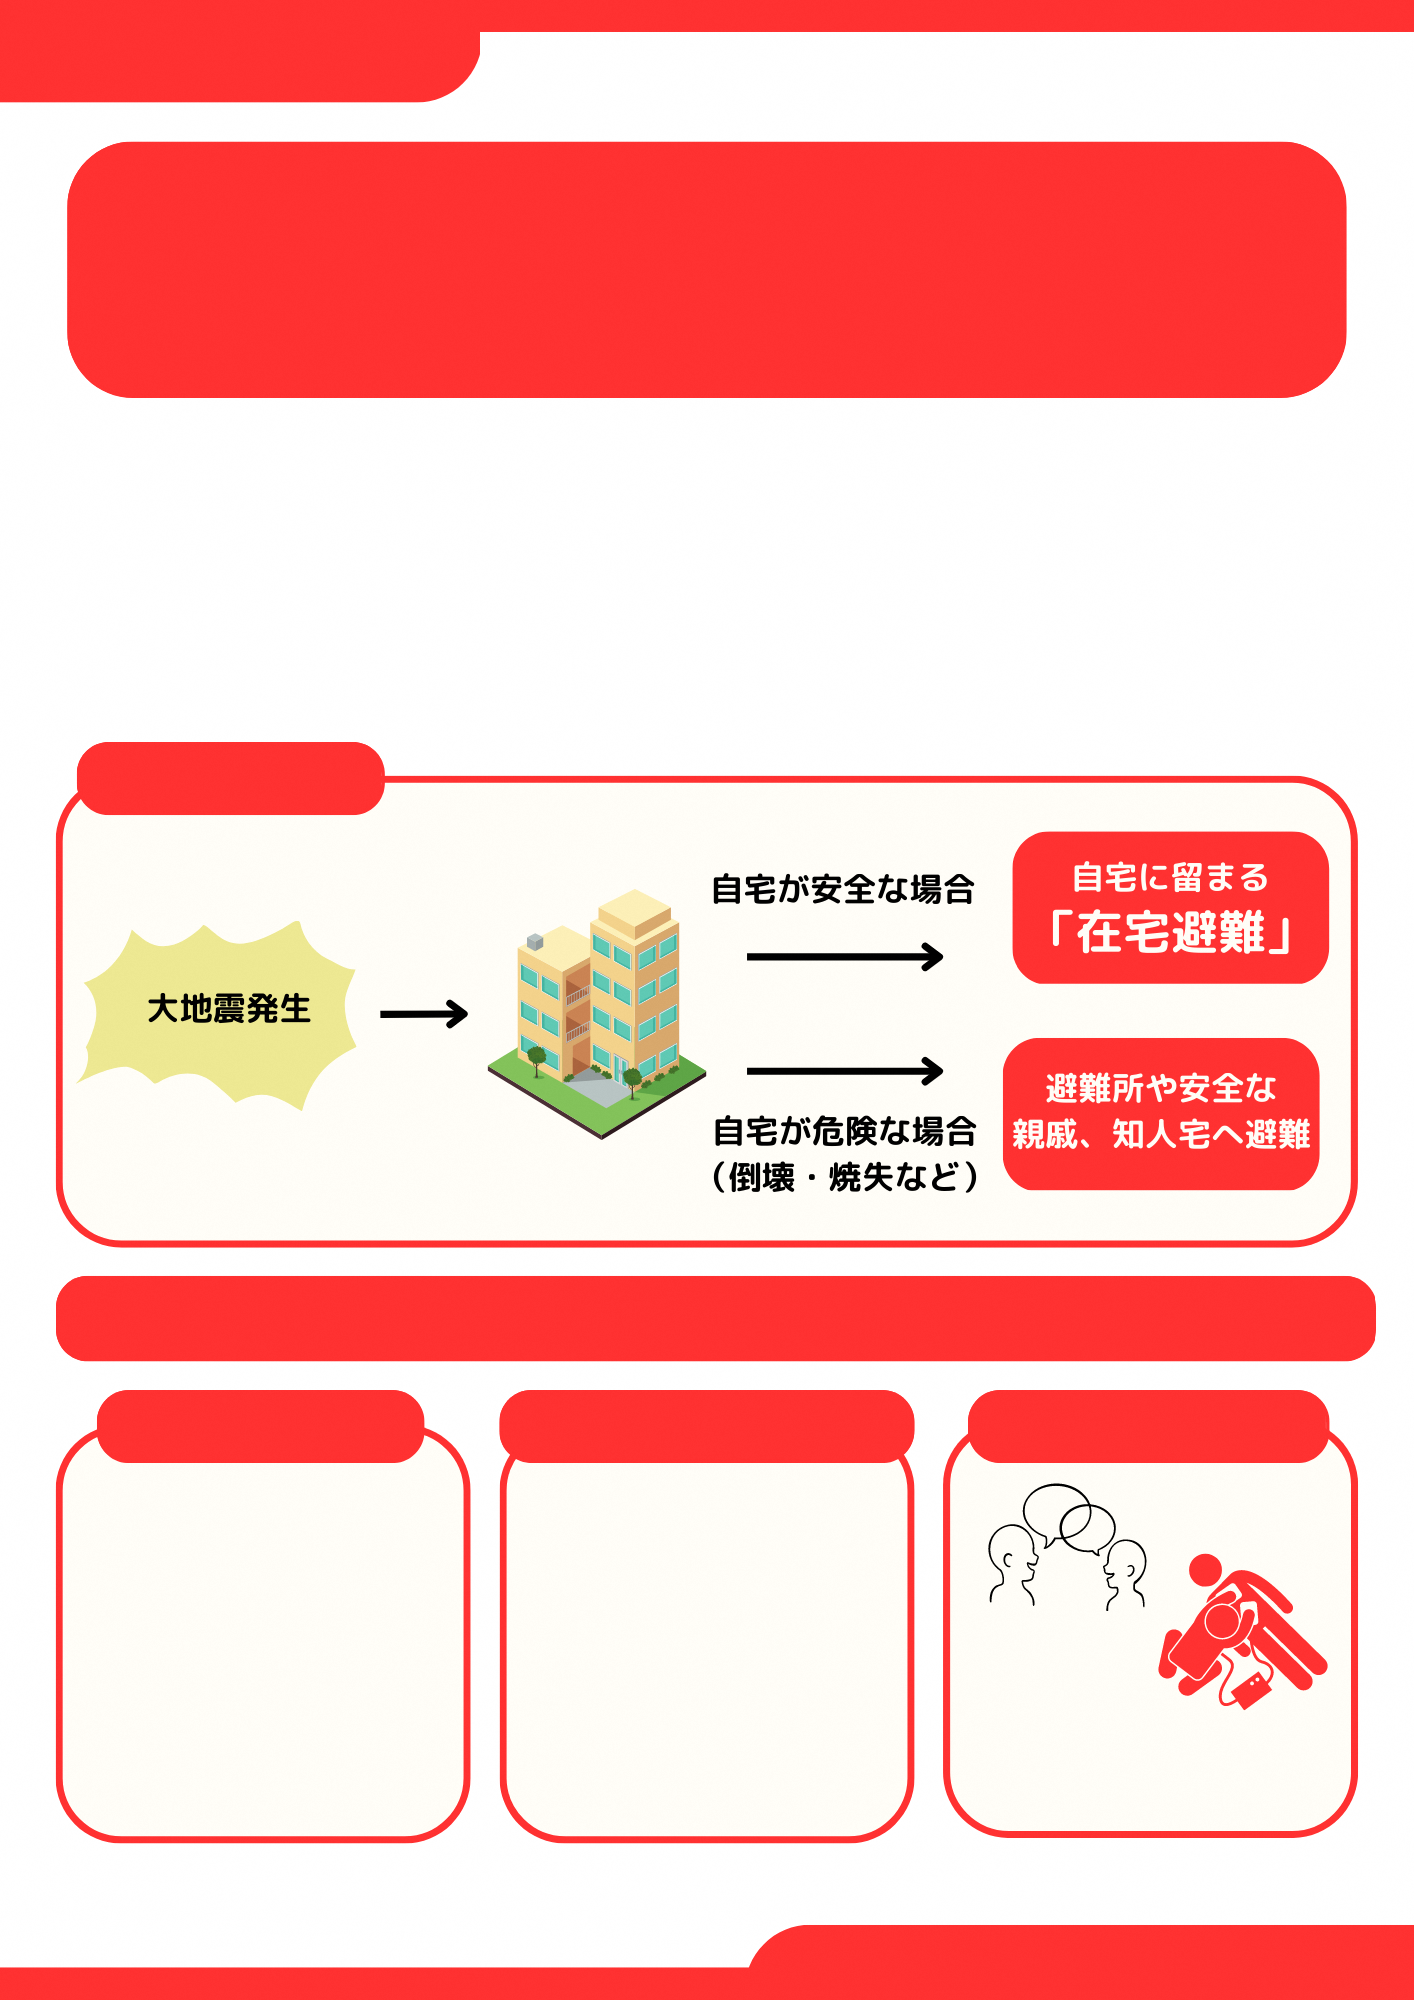 大地震発生
自宅が安全な場合
自宅に留まる
「在宅避難」
自宅が危険な場合
（倒壊・焼失など）
避難所や安全な
親戚、知人宅へ避難